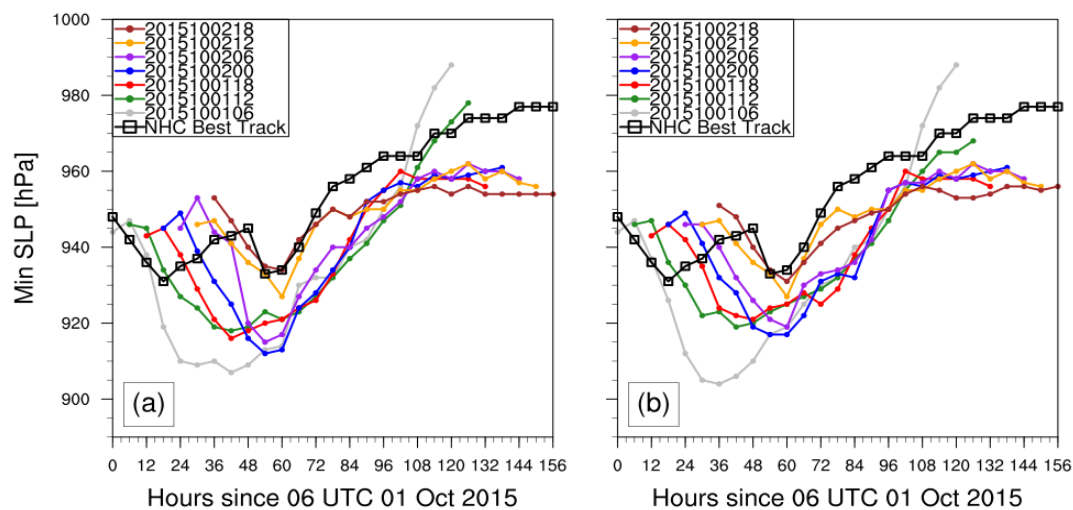 1000
980
960
940
920
900
Min SLP [hPa]
2015100218
2015100212
2015100206
2015100200
2015100118
2015100112
2015100106
NHC Best Track
(a)
0 12 24 36 48 60 72 84 96 108 120 132 144 156
Hours since 06 UTC 01 Oct 2015
2015100218
2015100212
2015100206
2015100200
2015100118
2015100112
2015100106
NHC Best Track
(b)
0 12 24 36 48 60 72 84 96 108 120 132 144 156
Hours since 06 UTC 01 Oct 2015